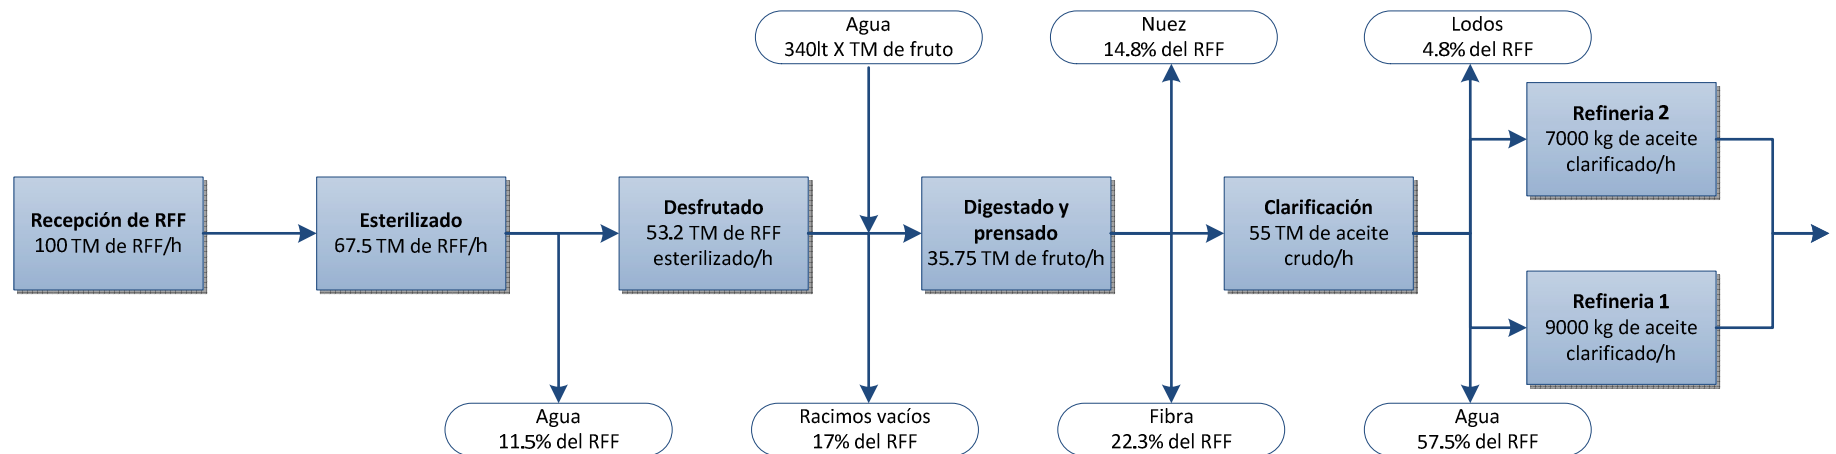 Agua
340lt X TM de fruto
Nuez
14.8% del RFF
Lodos
4.8% del RFF
Refineria 2
7000 kg de aceite
clarificado/h
Recepción de RFF
100 TM de RFF/h
Esterilizado
67.5 TM de RFF/h
Desfrutado
53.2 TM de RFF
esterilizado/h
Digestado y
prensado
35.75 TM de fruto/h
Clarificación
55 TM de aceite
crudo/h
Refineria 1
9000 kg de aceite
clarificado/h
Agua
11.5% del RFF
Racimos vacíos
17% del RFF
Fibra
22.3% del RFF
Agua
57.5% del RFF